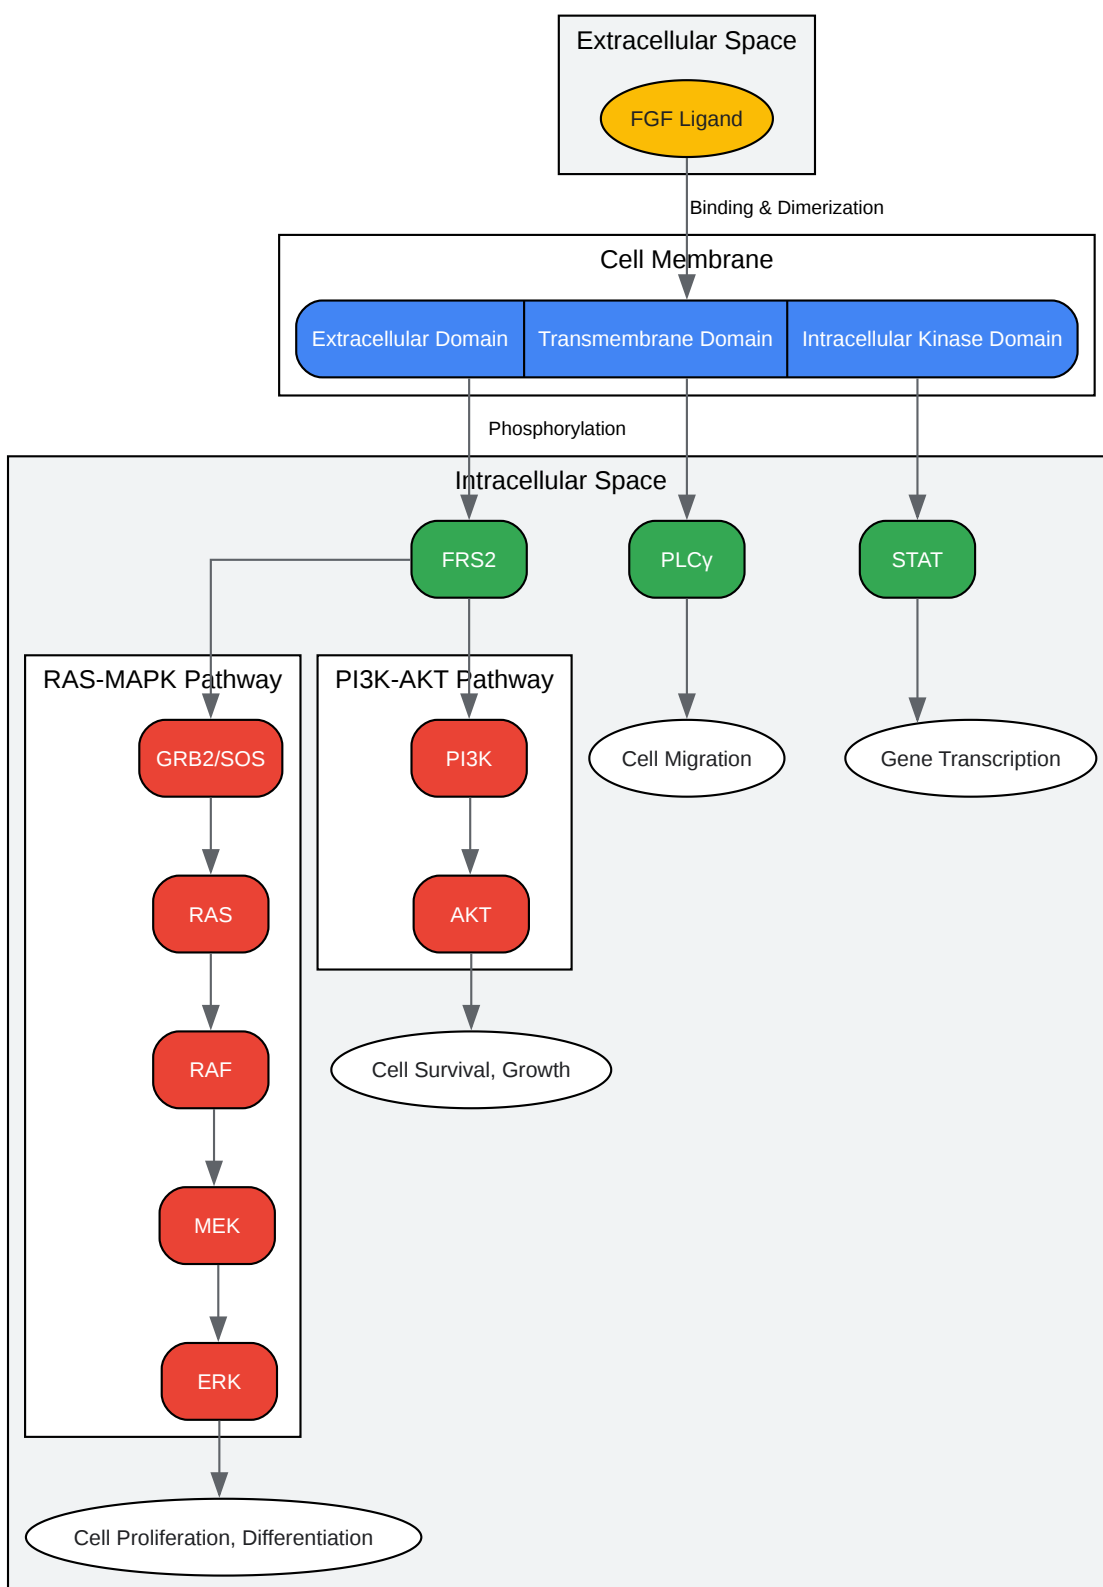 Extracellular Space
FGF Ligand
Binding & Dimerization
Cell Membrane
Extracellular Domain
Transmembrane Domain
Intracellular Kinase Domain
Phosphorylation
Intracellular Space
FRS2
PLCγ
STAT
RAS-MAPK Pathway
PI3K-AKT Pathway
GRB2/SOS
PI3K
Cell Migration
Gene Transcription
RAS
AKT
RAF
Cell Survival, Growth
MEK
ERK
Cell Proliferation, Differentiation